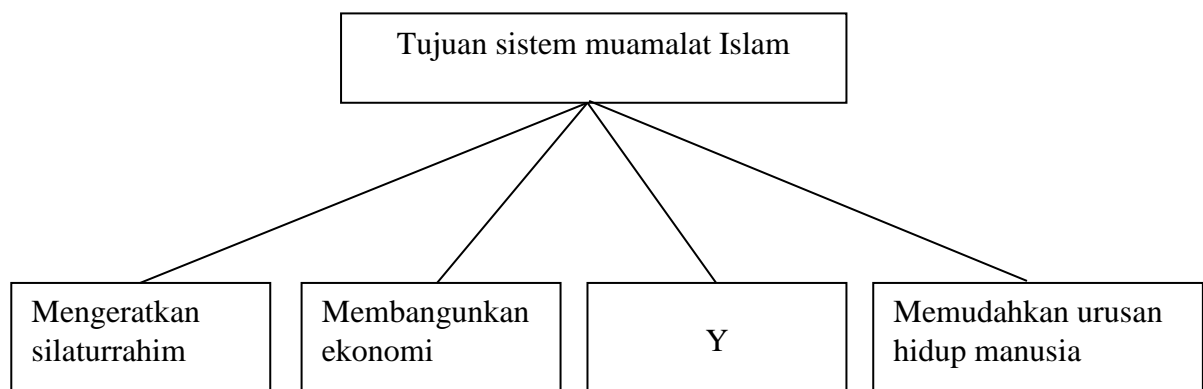 Tujuan sistem muamalat Islam
Mengeratkan
silaturrahim
Membangunkan
ekonomi
Y
Memudahkan urusan
hidup manusia